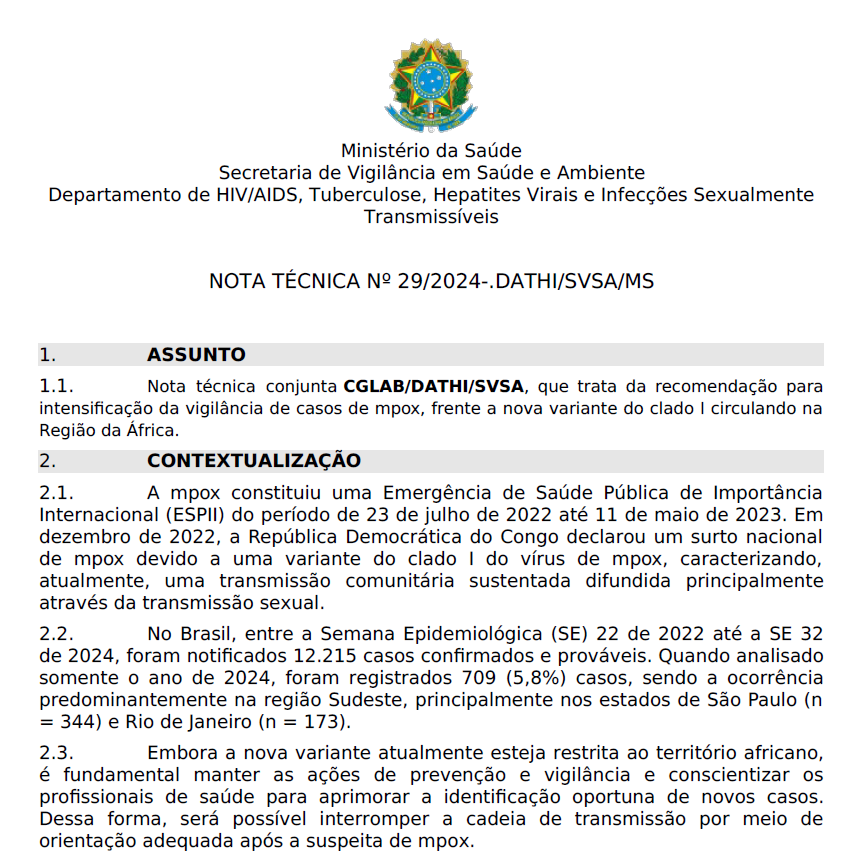 Ministério da Saúde
Secretaria de Vigilância em Saúde e Ambiente
Departamento de HIV/AIDS, Tuberculose, Hepatites Virais e Infecções Sexualmente
Transmissíveis
NOTA TÉCNICA Nº 29/2024-.DATHI/SVSA/MS
1. ASSUNTO
1.1. Nota técnica conjunta CGLAB/DATHI/SVSA, que trata da recomendação para
intensificação da vigilância de casos de mpox, frente a nova variante do clado I circulando na
Região da África.
2. CONTEXTUALIZAÇÃO
2.1. A mpox constituiu uma Emergência de Saúde Pública de Importância
Internacional (ESPII) do período de 23 de julho de 2022 até 11 de maio de 2023. Em
dezembro de 2022, a República Democrática do Congo declarou um surto nacional
de mpox devido a uma variante do clado I do vírus de mpox, caracterizando,
atualmente, uma transmissão comunitária sustentada difundida principalmente
através da transmissão sexual.
2.2. No Brasil, entre a Semana Epidemiológica (SE) 22 de 2022 até a SE 32
de 2024, foram notificados 12.215 casos confirmados e prováveis. Quando analisado
somente o ano de 2024, foram registrados 709 (5,8%) casos, sendo a ocorrência
predominantemente na região Sudeste, principalmente nos estados de São Paulo (n
= 344) e Rio de Janeiro (n = 173).
2.3. Embora a nova variante atualmente esteja restrita ao território africano,
é fundamental manter as ações de prevenção e vigilância e conscientizar os
profissionais de saúde para aprimorar a identificação oportuna de novos casos.
Dessa forma, será possível interromper a cadeia de transmissão por meio de
orientação adequada após a suspeita de mpox.